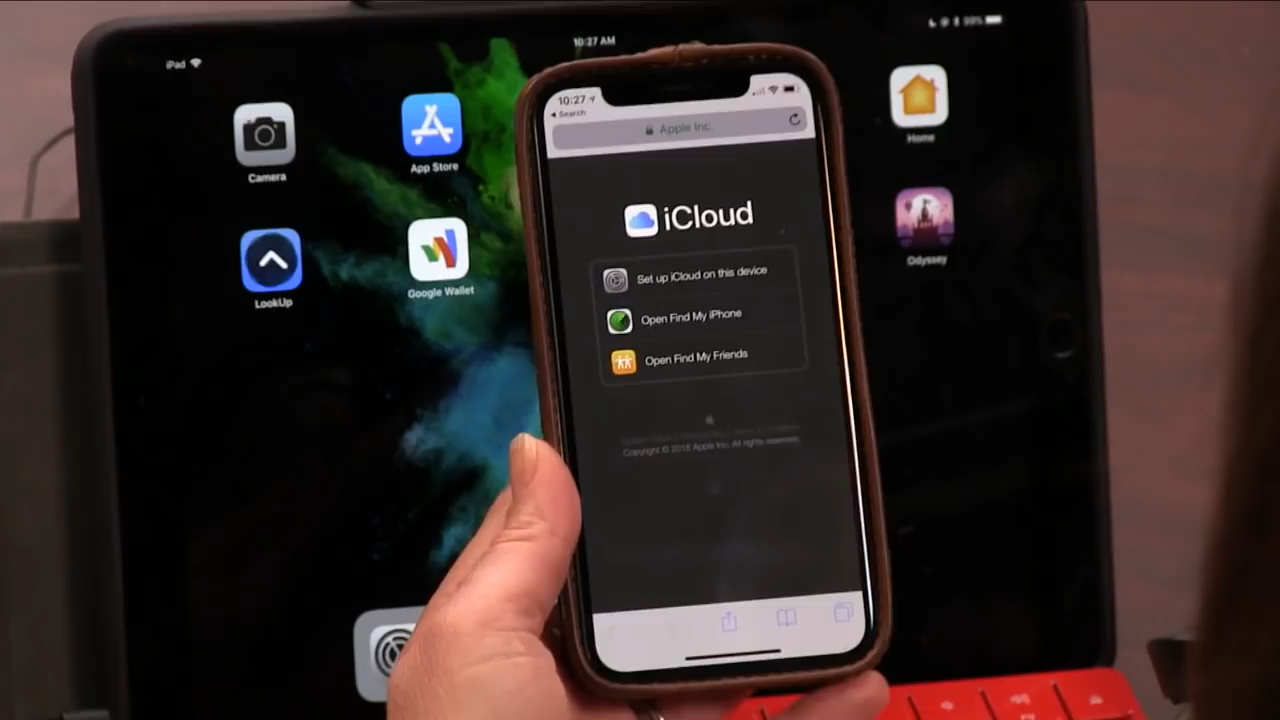 iPad
10:27 AM
99%
Camera
App Store
Home
LookUp
Google Wallet
Odyssey
10:27
Search
Apple Inc.
iCloud
Set up iCloud on this device
Open Find My iPhone
Open Find My Friends
Copyright © 2018 Apple Inc. All rights reserved.